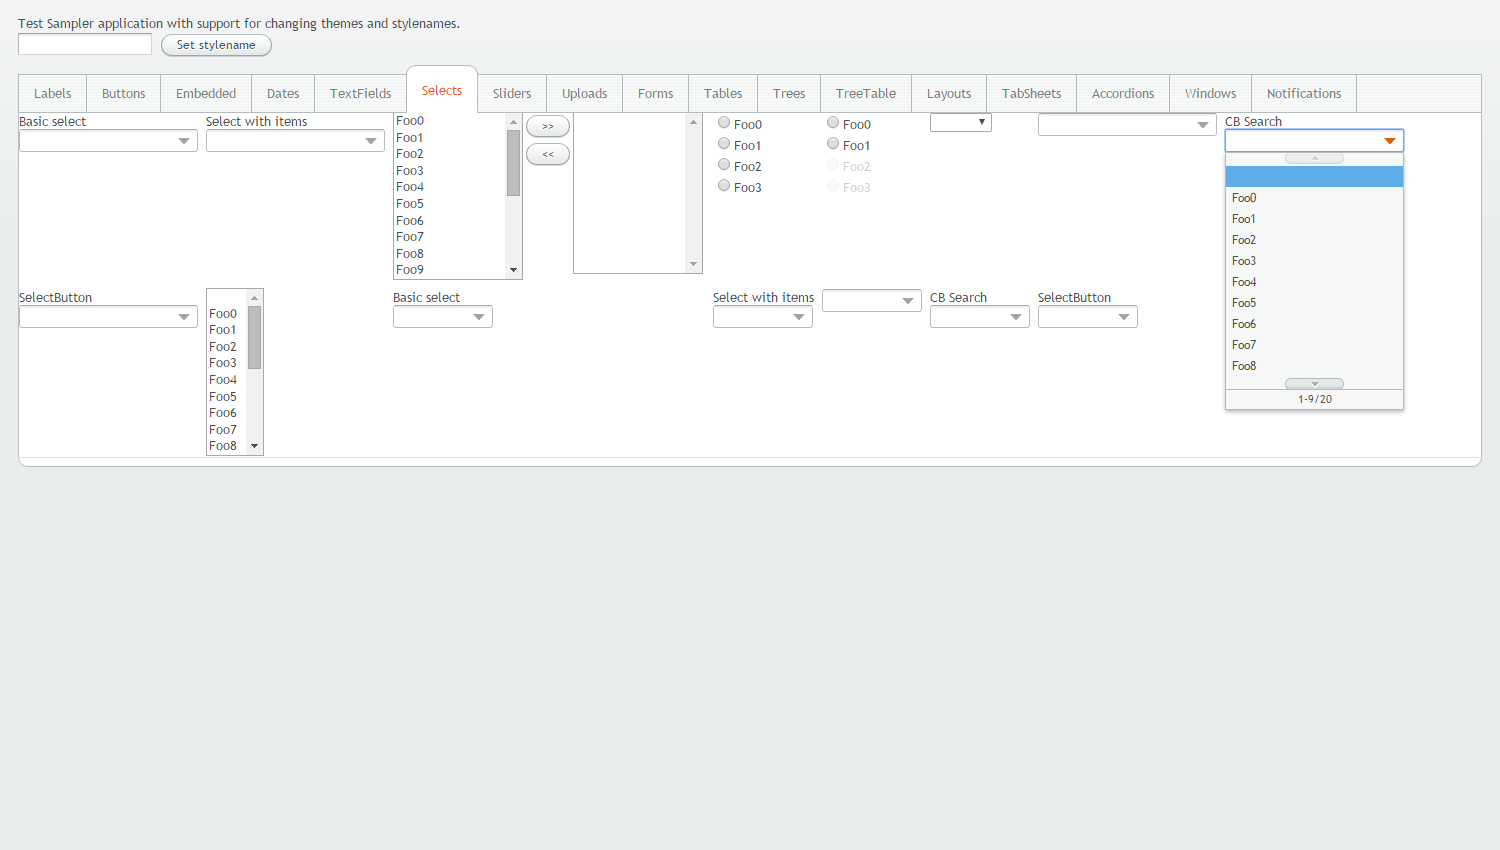 Test Sampler application with support for changing themes and stylenames.
Set stylename
Labels
Buttons
Embedded
Dates
TextFields
Selects
Sliders
Uploads
Forms
Tables
Trees
TreeTable
Layouts
TabSheets
Accordions
Windows
Notifications
Basic select
Select with items
Foo0
Foo1
Foo2
Foo3
Foo4
Foo5
Foo6
Foo7
Foo8
Foo9
>>
<<
Foo0
Foo1
Foo2
Foo3
Foo0
Foo1
Foo2
Foo3
CB Search
Foo0
Foo1
Foo2
Foo3
Foo4
Foo5
Foo6
Foo7
Foo8
1-9/20
SelectButton
Foo0
Foo1
Foo2
Foo3
Foo4
Foo5
Foo6
Foo7
Foo8
Basic select
Select with items
CB Search
SelectButton